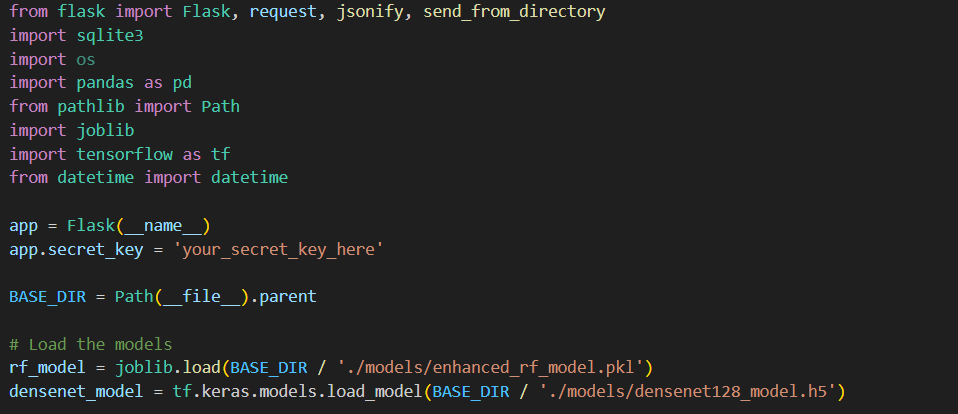 from flask import Flask, request, jsonify, send_from_directory
import sqlite3
import os
import pandas as pd
from pathlib import Path
import joblib
import tensorflow as tf
from datetime import datetime
app = Flask(__name__)
app.secret_key = 'your_secret_key_here'
BASE_DIR = Path(__file__).parent
# Load the models
rf_model = joblib.load(BASE_DIR / './models/enhanced_rf_model.pkl')
densenet_model = tf.keras.models.load_model(BASE_DIR / './models/densenet128_model.h5')